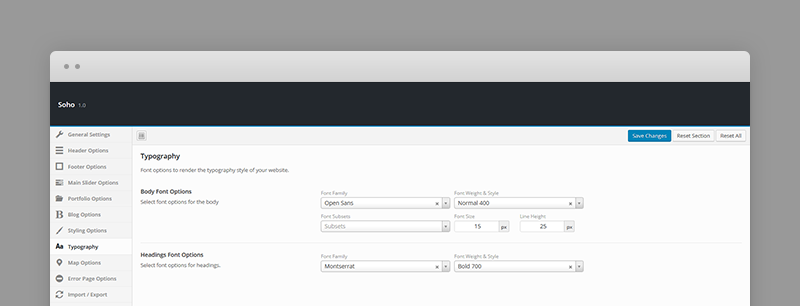 Soho 1.0
General Settings
Header Options
Footer Options
Main Slider Options
Portfolio Options
Blog Options
Styling Options
Aa Typography
Map Options
Error Page Options
Import / Export
Save Changes Reset Section Reset All
Typography
Font options to render the typography style of your website.
Body Font Options
Select font options for the body
Font Family Font Weight & Style
Open Sans × Normal 400 ×
Font Subsets Font Size Line Height
Subsets 15 px 25 px
Headings Font Options
Select font options for headings.
Font Family Font Weight & Style
Montserrat × Bold 700 ×